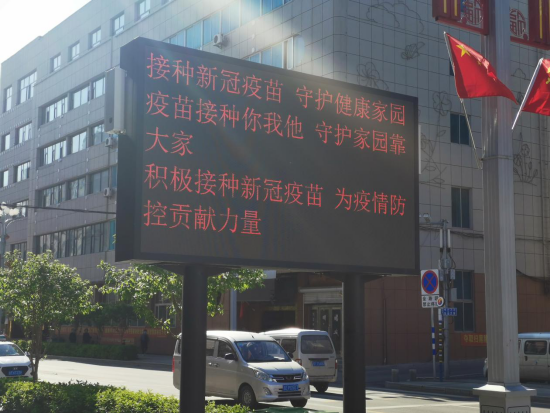 接种新冠疫苗 守护健康家园
疫苗接种你我他 守护家园靠
大家
积极接种新冠疫苗 为疫情防
控贡献力量